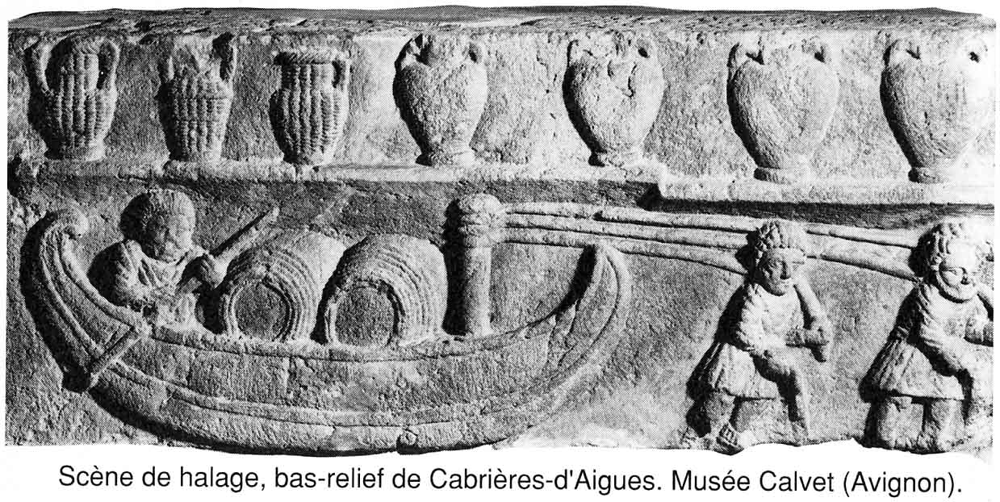 Scène de halage, bas-relief de Cabrières-d'Aigues. Musée Calvet (Avignon).